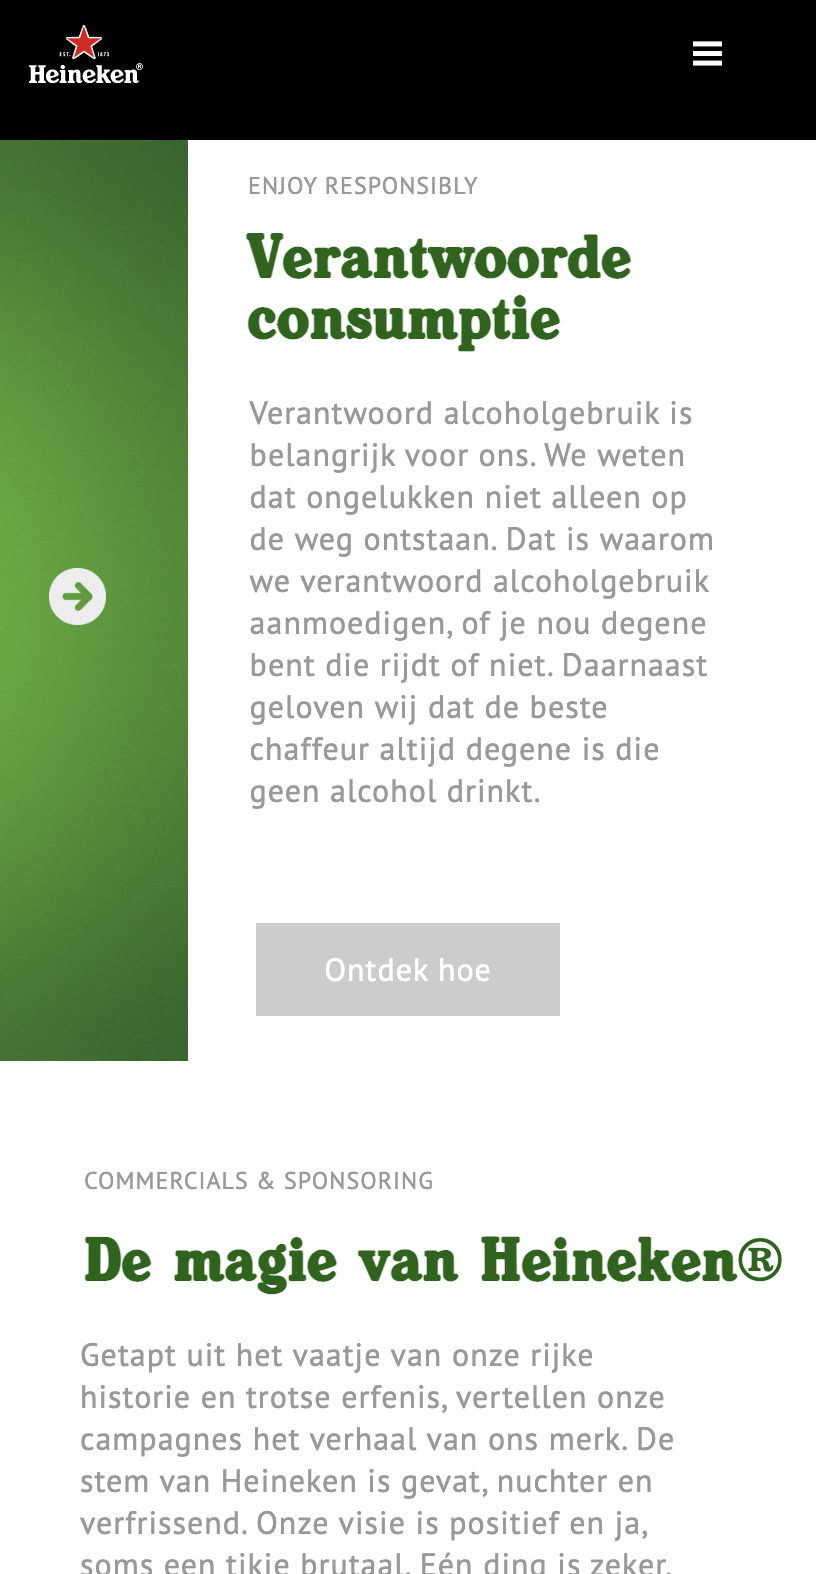 EST. 1873
Heineken®
ENJOY RESPONSIBLY
Verantwoorde
consumptie
Verantwoord alcoholgebruik is
belangrijk voor ons. We weten
dat ongelukken niet alleen op
de weg ontstaan. Dat is waarom
we verantwoord alcoholgebruik
aanmoedigen, of je nou degene
bent die rijdt of niet. Daarnaast
geloven wij dat de beste
chauffeur altijd degene is die
geen alcohol drinkt.
Ontdek hoe
COMMERCIALS & SPONSORING
De magie van Heineken®
Getapt uit het vaatje van onze rijke
historie en trotse erfenis, vertellen onze
campagnes het verhaal van ons merk. De
stem van Heineken is gevat, nuchter en
verfrissend. Onze visie is positief en ja,
soms een tikje brutaal. Eén ding is zeker,